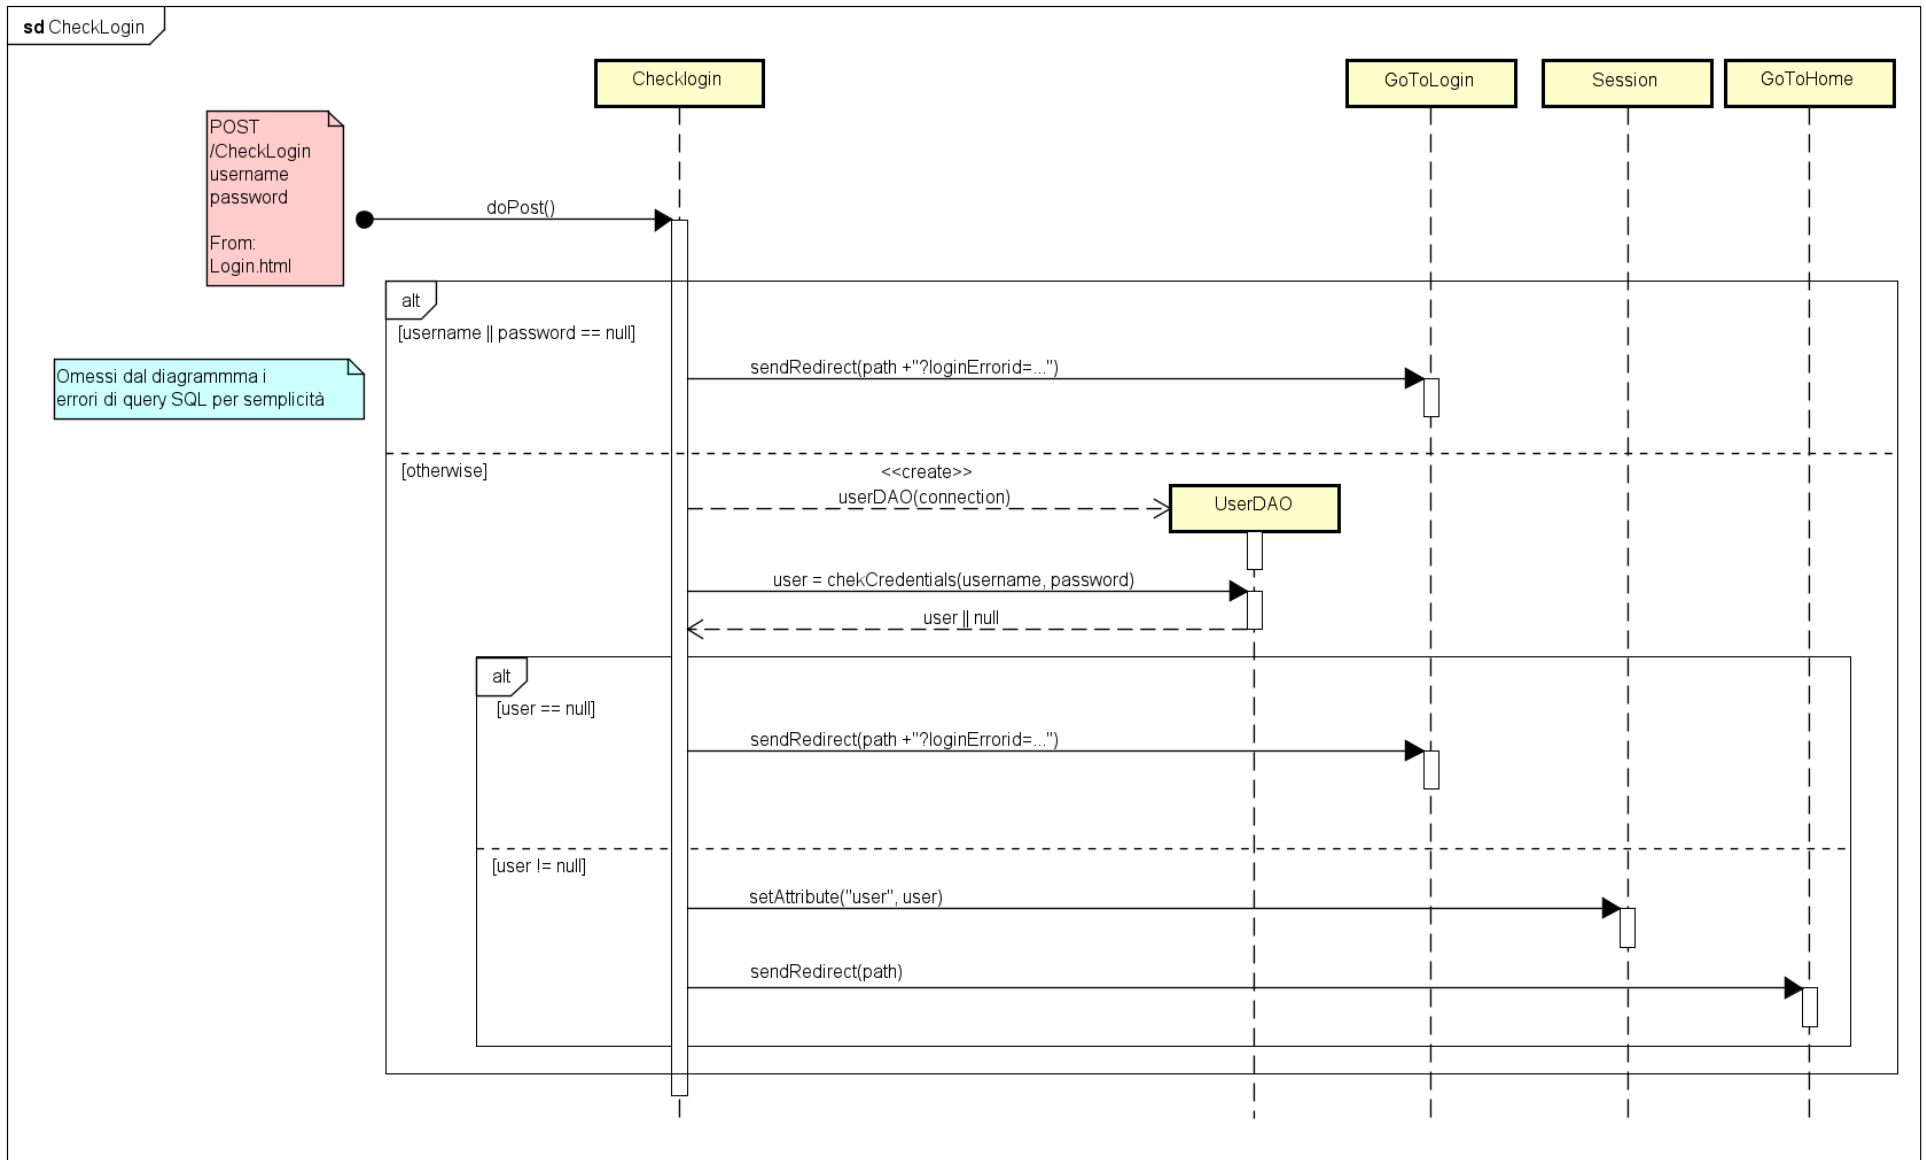 sd CheckLogin
Checklogin
GoToLogin
Session
GoToHome
POST
/CheckLogin
username
password
From:
Login.html
doPost()
alt
[username || password == null]
sendRedirect(path +"?loginErrorid=...")
Omessi dal diagrammma i
errori di query SQL per semplicità
[otherwise]
<<create>>
userDAO(connection)
UserDAO
user = chekCredentials(username, password)
user || null
alt
[user == null]
sendRedirect(path +"?loginErrorid=...")
[user != null]
setAttribute("user", user)
sendRedirect(path)